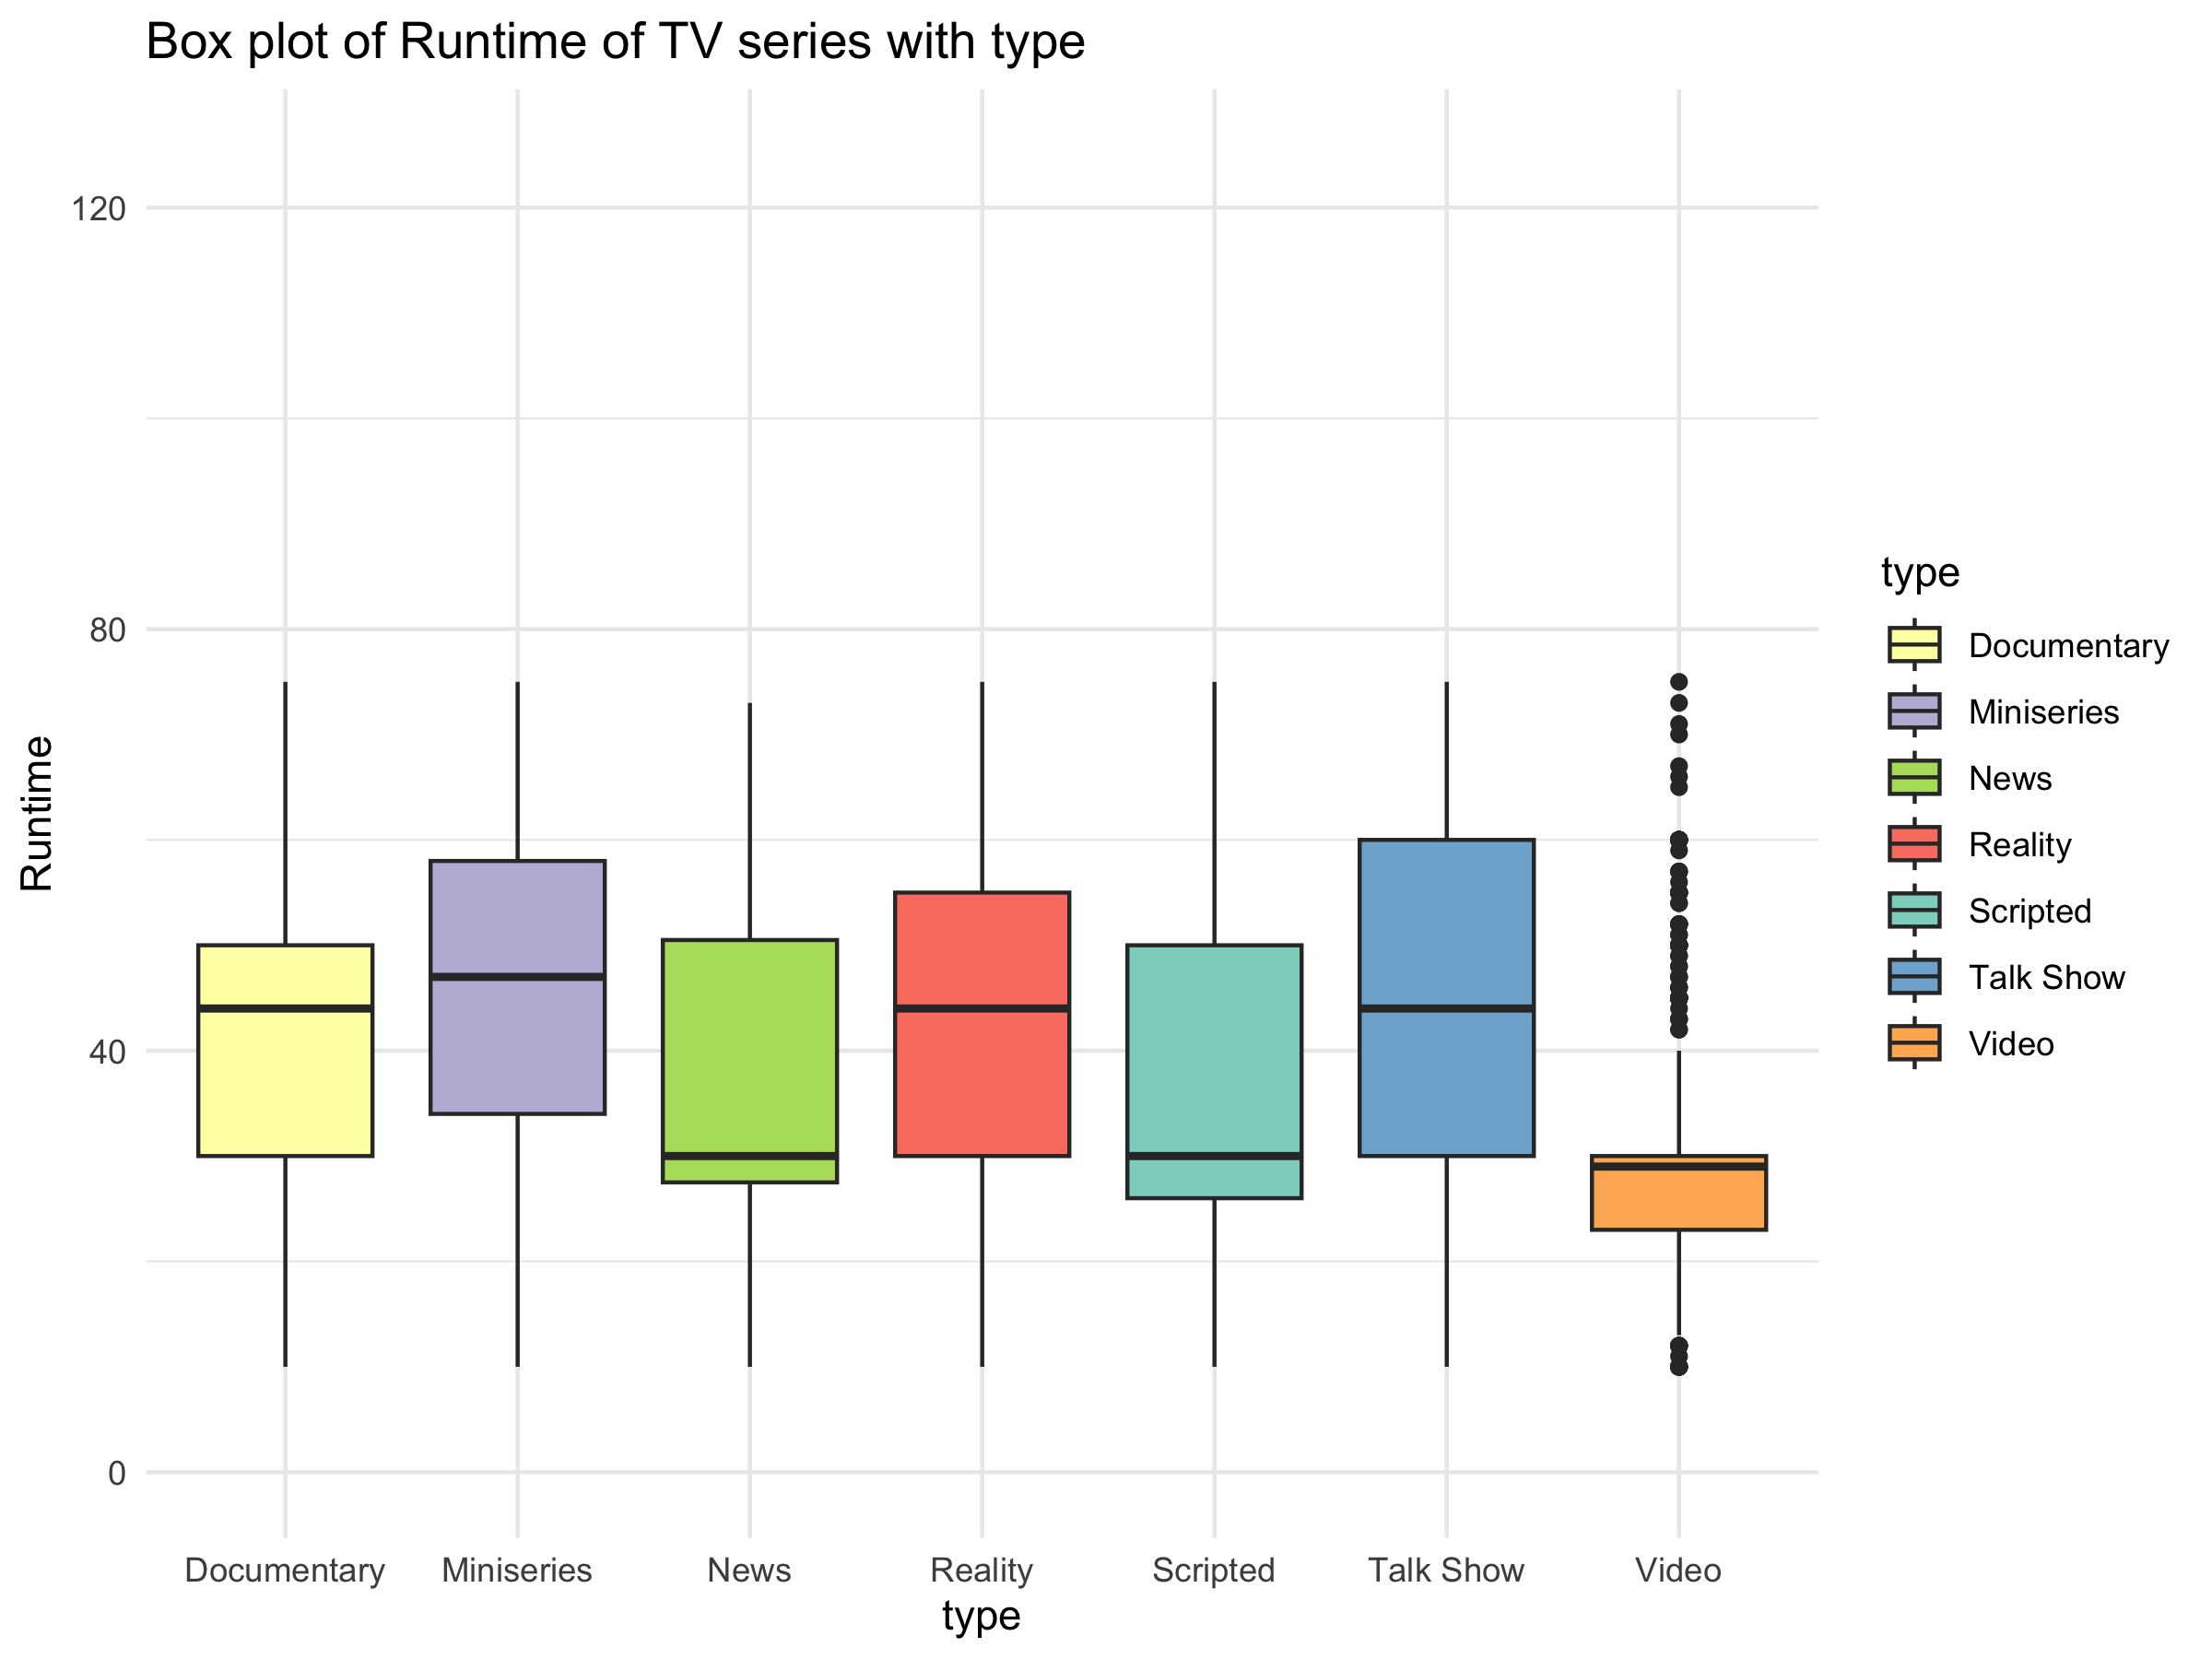 Box plot of Runtime of TV series with type
120
80
40
0
Runtime
Documentary
Miniseries
News
Reality
Scripted
Talk Show
Video
type
type
Documentary
Miniseries
News
Reality
Scripted
Talk Show
Video